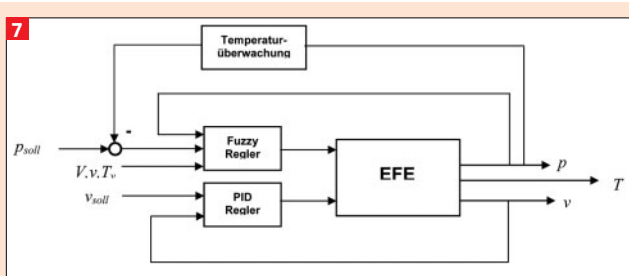 7
Temperatur-
überwachung
-
p_soll
Fuzzy
Regler
V,v,T_v
EFE
p
T
v_soll
PID
Regler
v